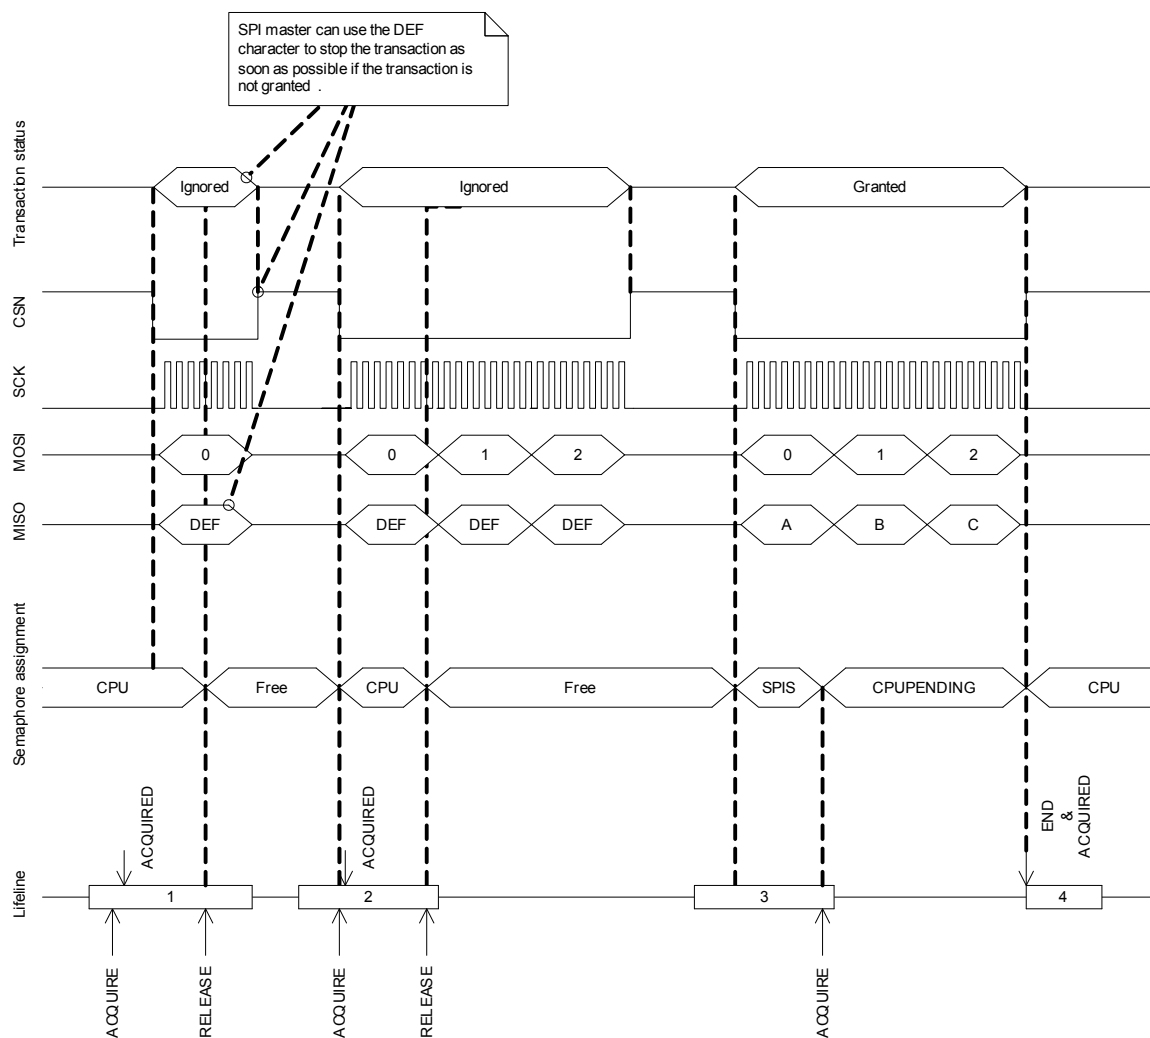 SPI master can use the DEF
character to stop the transaction as
soon as possible if the transaction is
not granted .
Transaction status
Ignored
Ignored
Granted
CSN
SCK
MOSI
0
0
1
2
0
1
2
MISO
DEF
DEF
DEF
DEF
A
B
C
Semaphore assignment
CPU
Free
CPU
Free
SPIS
CPUPENDING
CPU
ACQUIRED
ACQUIRED
END
&
ACQUIRED
Lifeline
1
2
3
4
ACQUIRE
RELEASE
ACQUIRE
RELEASE
ACQUIRE